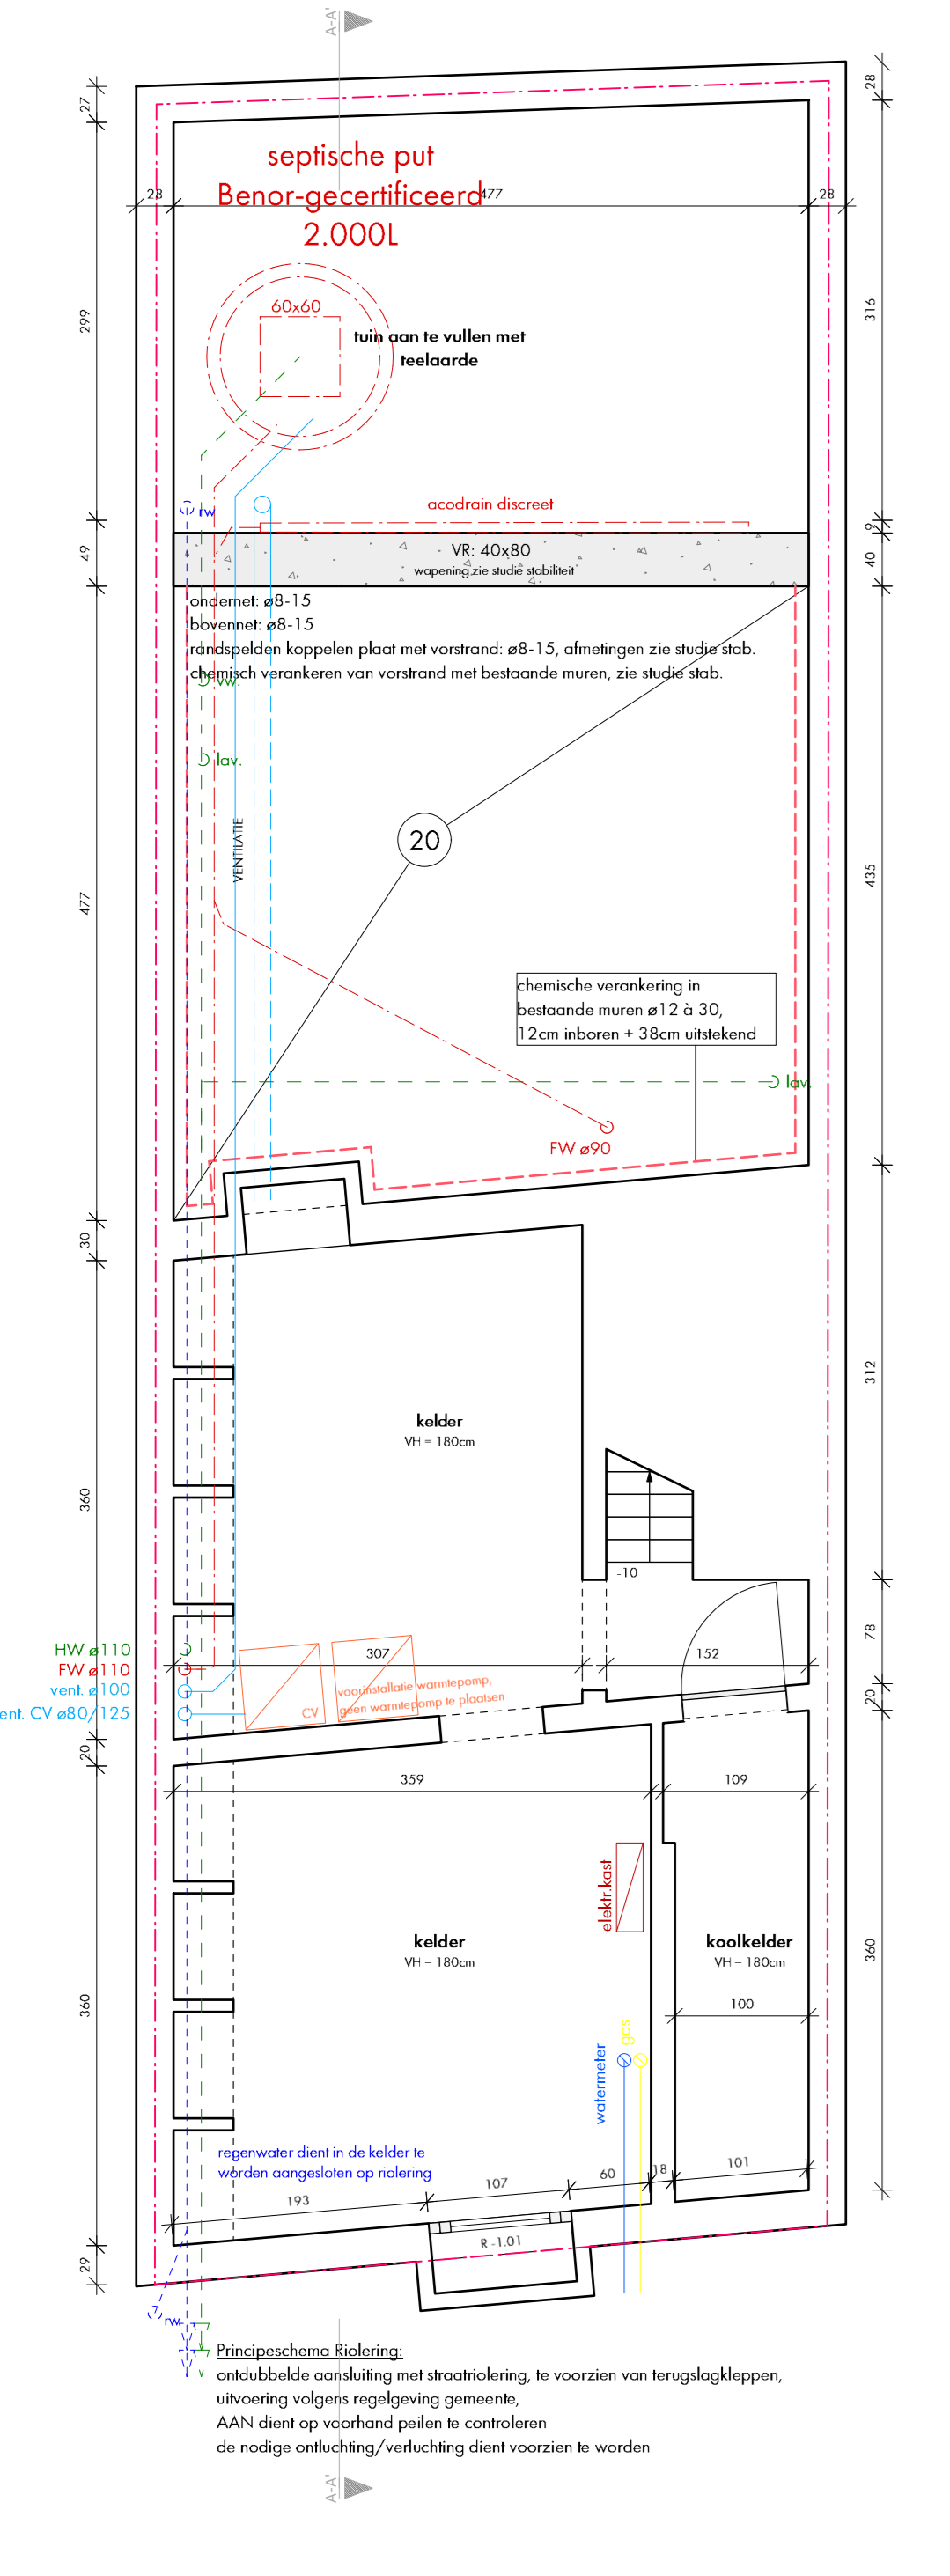 A-A'
27
28
septische put
Benor-gecertificeerd
2.000L
28
477
28
299
316
60x60
tuin aan te vullen met
teelaarde
rw
acodrain discreet
9
49
40
VR: 40x80
wapening zie studie stabiliteit
ondernet: ø8-15
bovennet: ø8-15
randspelden koppelen plaat met vorstrand: ø8-15, afmetingen zie studie stab.
chemisch verankeren van vorstrand met bestaande muren, zie studie stab.
vw.
lav.
VENTILATIE
20
477
435
chemische verankering in
bestaande muren ø12 à 30,
12cm inboren + 38cm uitstekend
lav.
FW ø90
30
312
kelder
VH = 180cm
360
-10
HW ø110
FW ø110
vent. ø100
ent. CV ø80/125
307
152
78
20
CV
voorinstallatie warmtepomp,
geen warmtepomp te plaatsen
20
359
109
elektr.kast
kelder
VH = 180cm
koolkelder
VH = 180cm
360
360
100
gas
watermeter
regenwater dient in de kelder te
worden aangesloten op riolering
193
107
60
18
101
R -1.01
29
rw
Principeschema Riolering:
ontdubbelde aansluiting met straatriolering, te voorzien van terugslagkleppen,
uitvoering volgens regelgeving gemeente,
AAN dient op voorhand peilen te controleren
de nodige ontluchting/verluchting dient voorzien te worden
A-A'